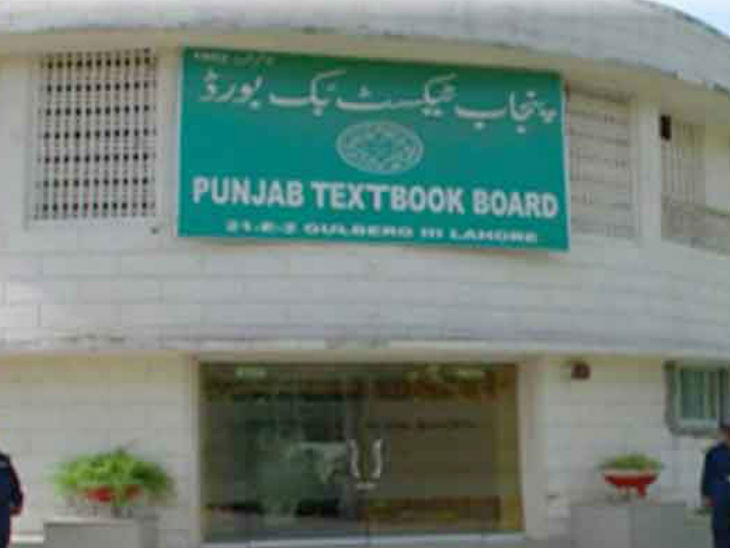 پنجاب ٹیکسٹ بک بورڈ
PUNJAB TEXTBOOK BOARD
21-E-2 GULBERG III LAHORE